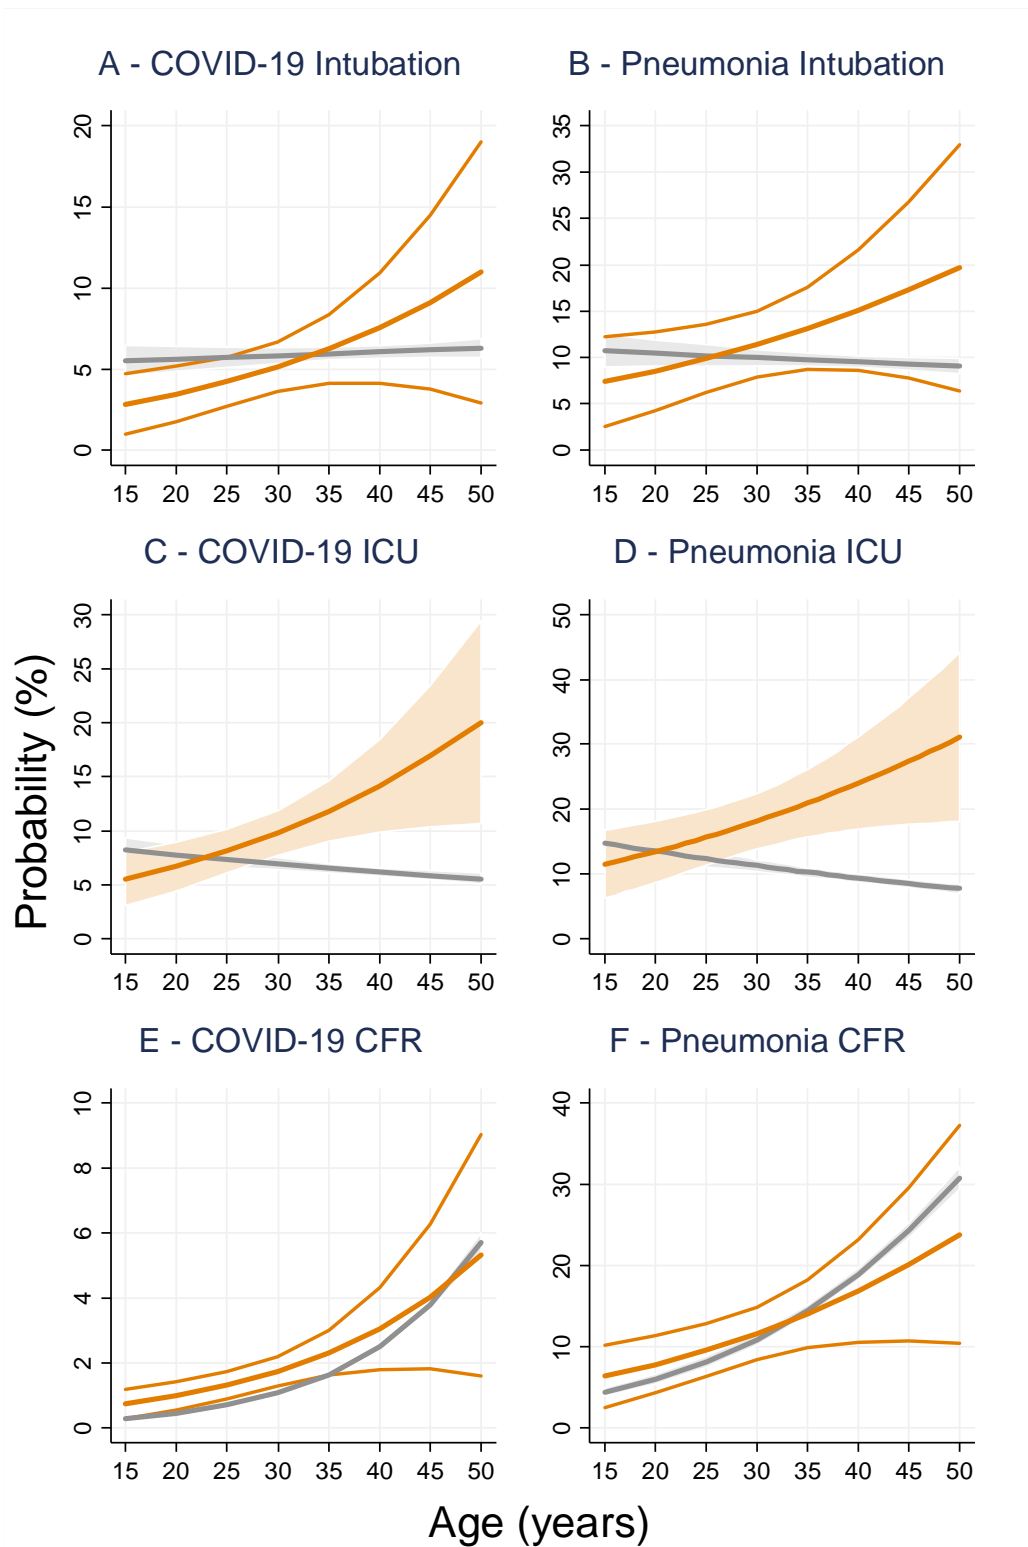 A - COVID-19 Intubation
B - Pneumonia Intubation
20
15
10
5
0
15 20 25 30 35 40 45 50
35
30
25
20
15
10
5
0
15 20 25 30 35 40 45 50
C - COVID-19 ICU
D - Pneumonia ICU
Probability (%)
30
25
20
15
10
5
0
15 20 25 30 35 40 45 50
50
40
30
20
10
0
15 20 25 30 35 40 45 50
E - COVID-19 CFR
F - Pneumonia CFR
10
8
6
4
2
0
15 20 25 30 35 40 45 50
40
30
20
10
0
15 20 25 30 35 40 45 50
Age (years)